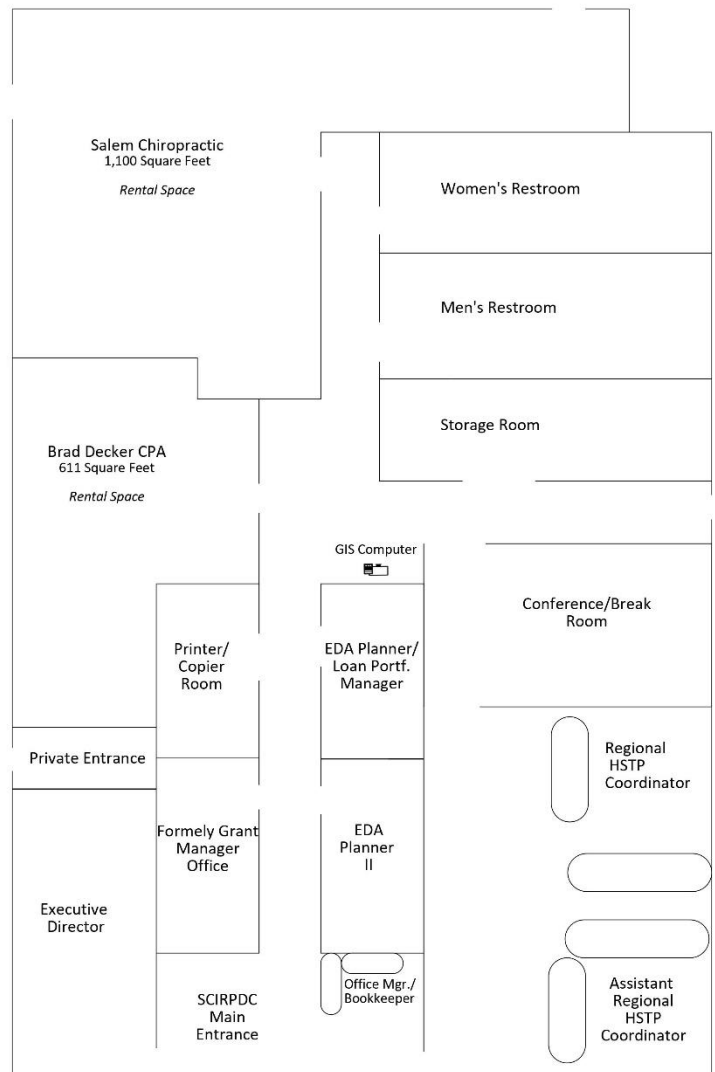 Salem Chiropractic
1,100 Square Feet
Rental Space
Women's Restroom
Men's Restroom
Storage Room
Brad Decker CPA
611 Square Feet
Rental Space
GIS Computer
Conference/Break
Room
Printer/
Copier
Room
EDA Planner/
Loan Portf.
Manager
Private Entrance
Regional
HSTP
Coordinator
Formely Grant
Manager
Office
EDA
Planner
II
Executive
Director
SCIRPDC
Main
Entrance
Office Mgr./
Bookkeeper
Assistant
Regional
HSTP
Coordinator